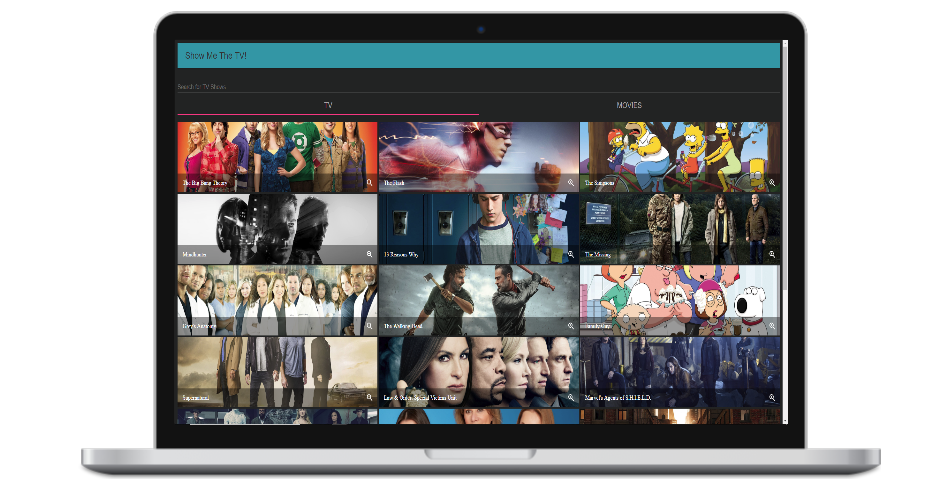 Show Me The TV!
Search for TV Shows
TV
MOVIES
The Big Bang Theory
The Flash
The Simpsons
Mindhunter
13 Reasons Why
The Missing
Grey's Anatomy
The Walking Dead
Family Guy
Supernatural
Law & Order: Special Victims Unit
Marvel's Agents of S.H.I.E.L.D.